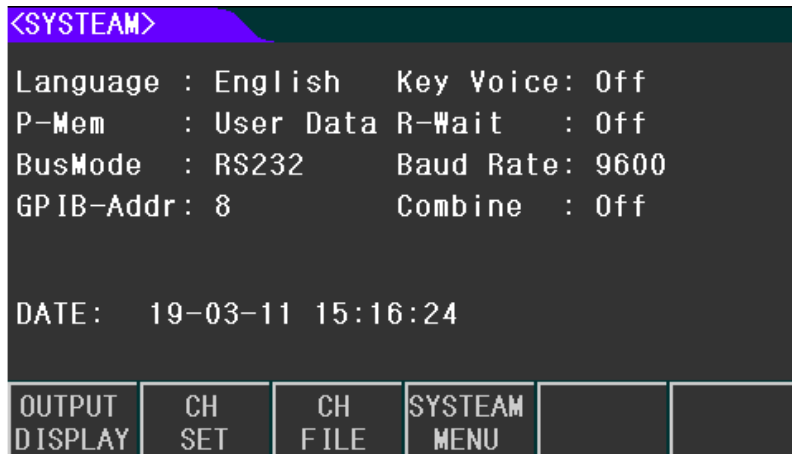 <SYSTEAM>
Language : English Key Voice: Off
P-Mem : User Data R-Wait : Off
BusMode : RS232 Baud Rate: 9600
GPIB-Addr: 8 Combine : Off
DATE: 19-03-11 15:16:24
OUTPUT DISPLAY
CH SET
CH FILE
SYSTEAM MENU